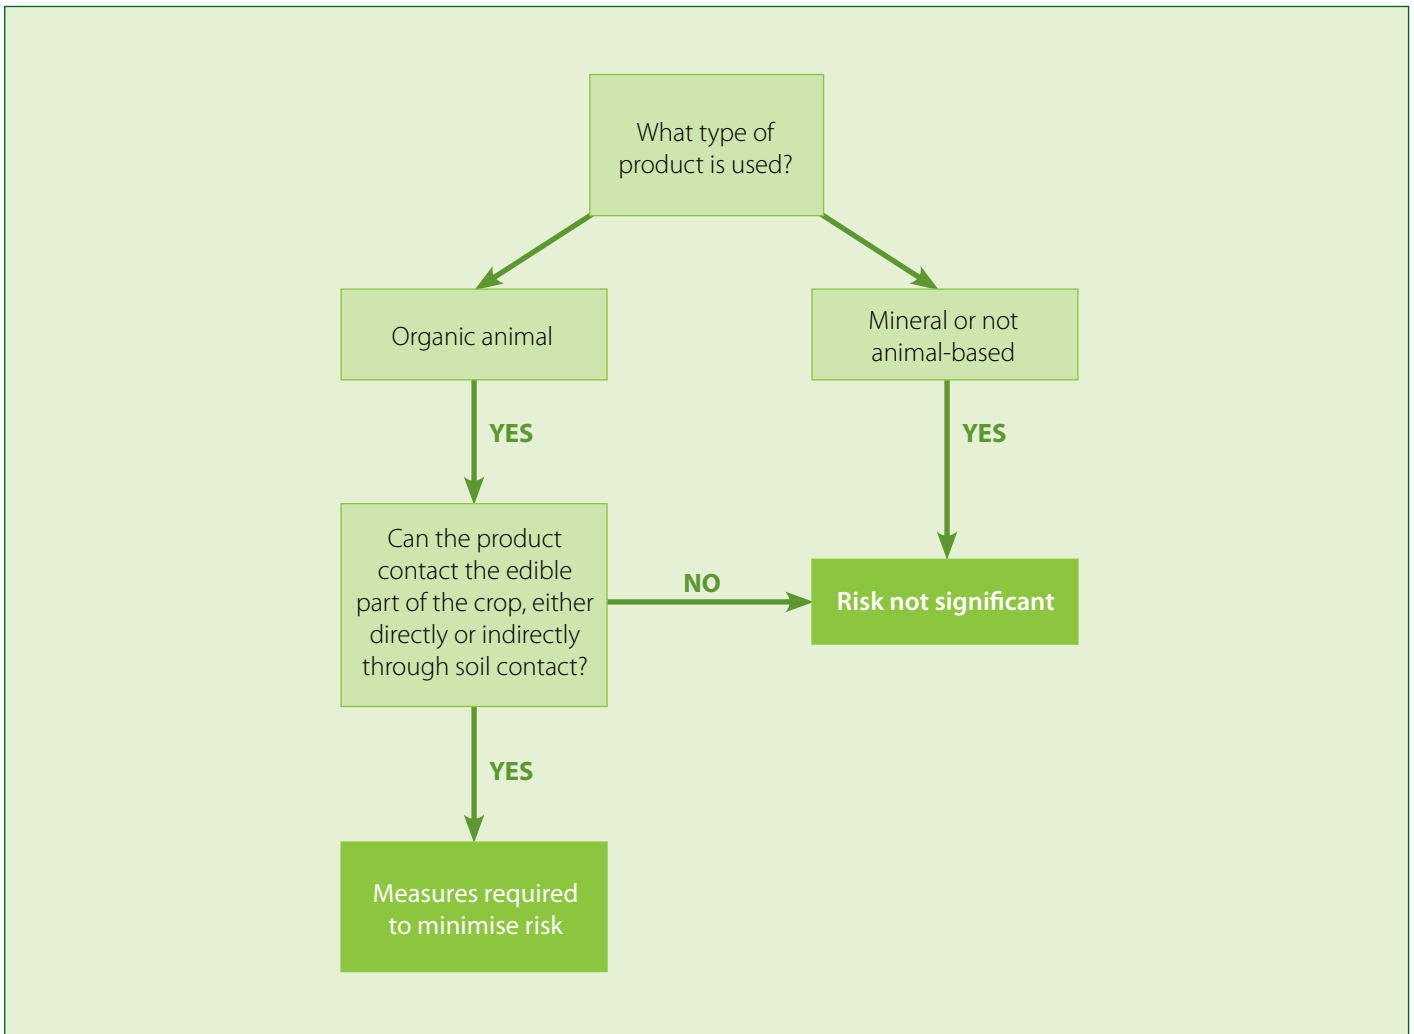 What type of
product is used?
Organic animal
Mineral or not
animal-based
YES
YES
Can the product
contact the edible
part of the crop, either
directly or indirectly
through soil contact?
NO
Risk not significant
YES
Measures required
to minimise risk